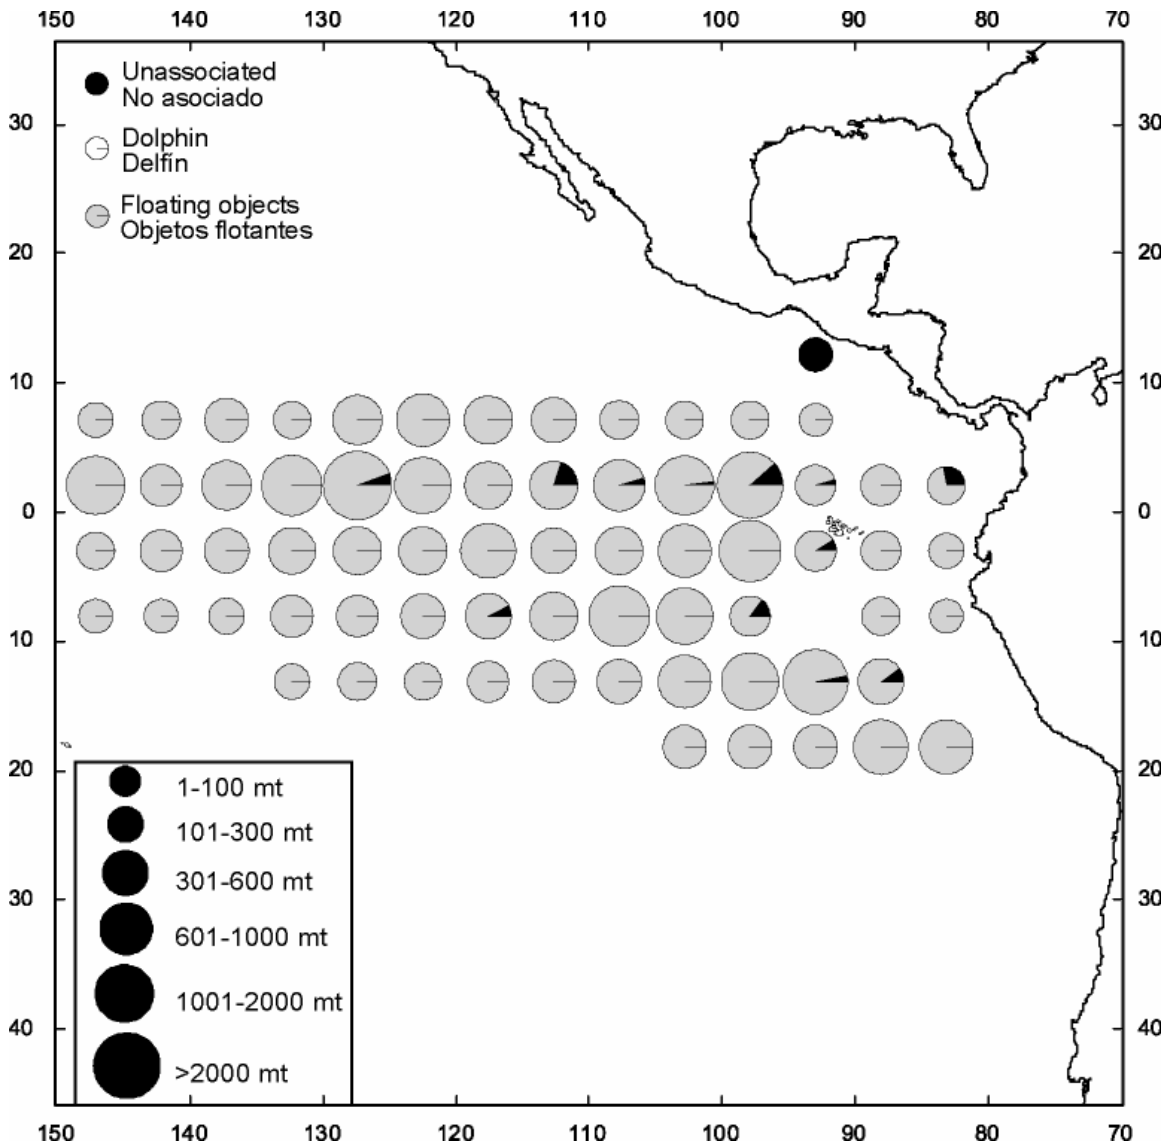 150 140 130 120 110 100 90 80 70
Unassociated
No asociado
Dolphin
Delfín
Floating objects
Objetos flotantes
30 30
20 20
10 10
0 0
10 10
20 20
30 30
40 40
1-100 mt
101-300 mt
301-600 mt
601-1000 mt
1001-2000 mt
>2000 mt
150 140 130 120 110 100 90 80 70